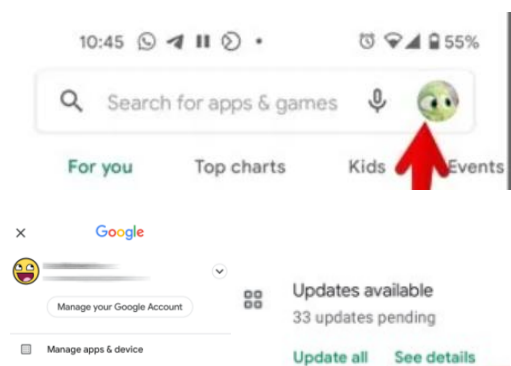 10:45 55%
Search for apps & games
For you Top charts Kids Events
Google
Manage your Google Account
Manage apps & device
Updates available
33 updates pending
Update all See details